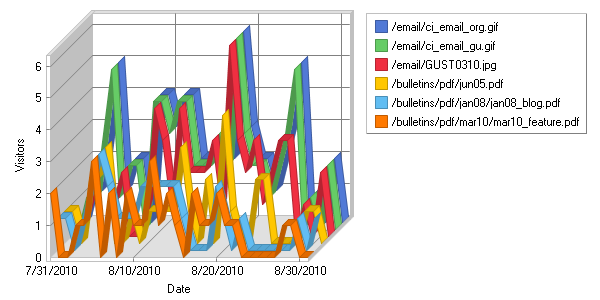 /email/ci_email_org.gif
/email/ci_email_gu.gif
/email/GUST0310.jpg
/bulletins/pdf/jun05.pdf
/bulletins/pdf/jan08/jan08_blog.pdf
/bulletins/pdf/mar10/mar10_feature.pdf
Visitors
6
5
4
3
2
1
0
7/31/2010 8/10/2010 8/20/2010 8/30/2010
Date